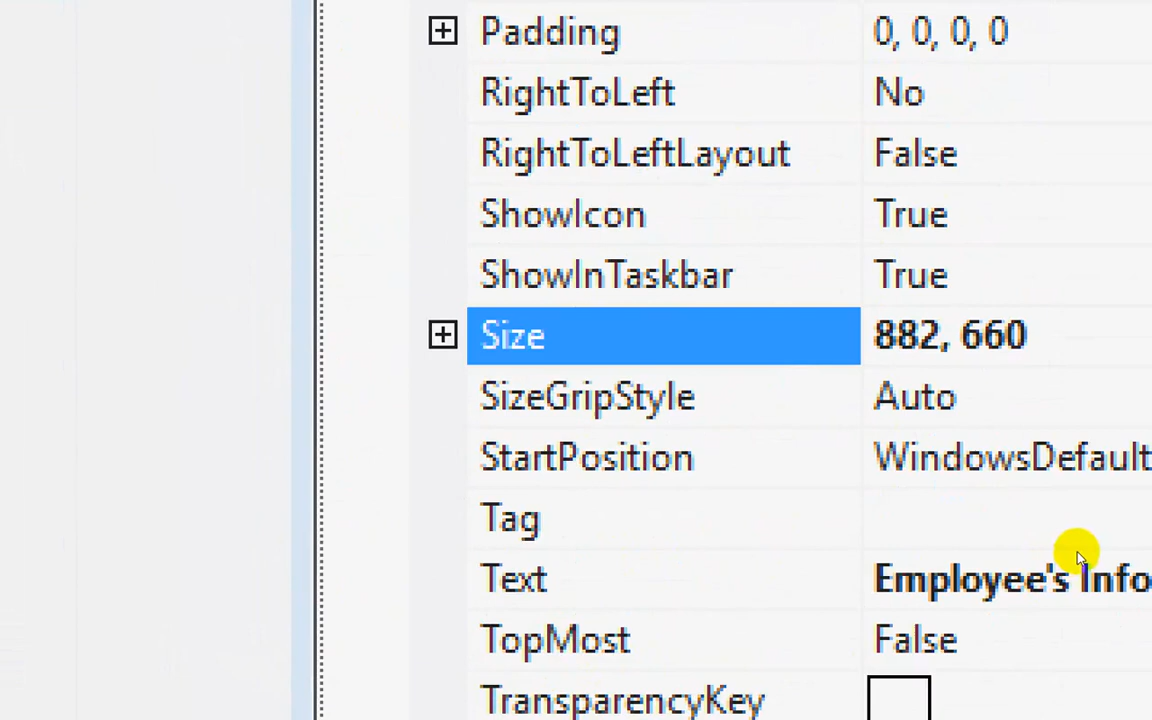 Padding 0, 0, 0, 0
RightToLeft No
RightToLeftLayout False
ShowIcon True
ShowInTaskbar True
Size 882, 660
SizeGripStyle Auto
StartPosition WindowsDefault
Tag
Text Employee's Info
TopMost False
TransparencyKey